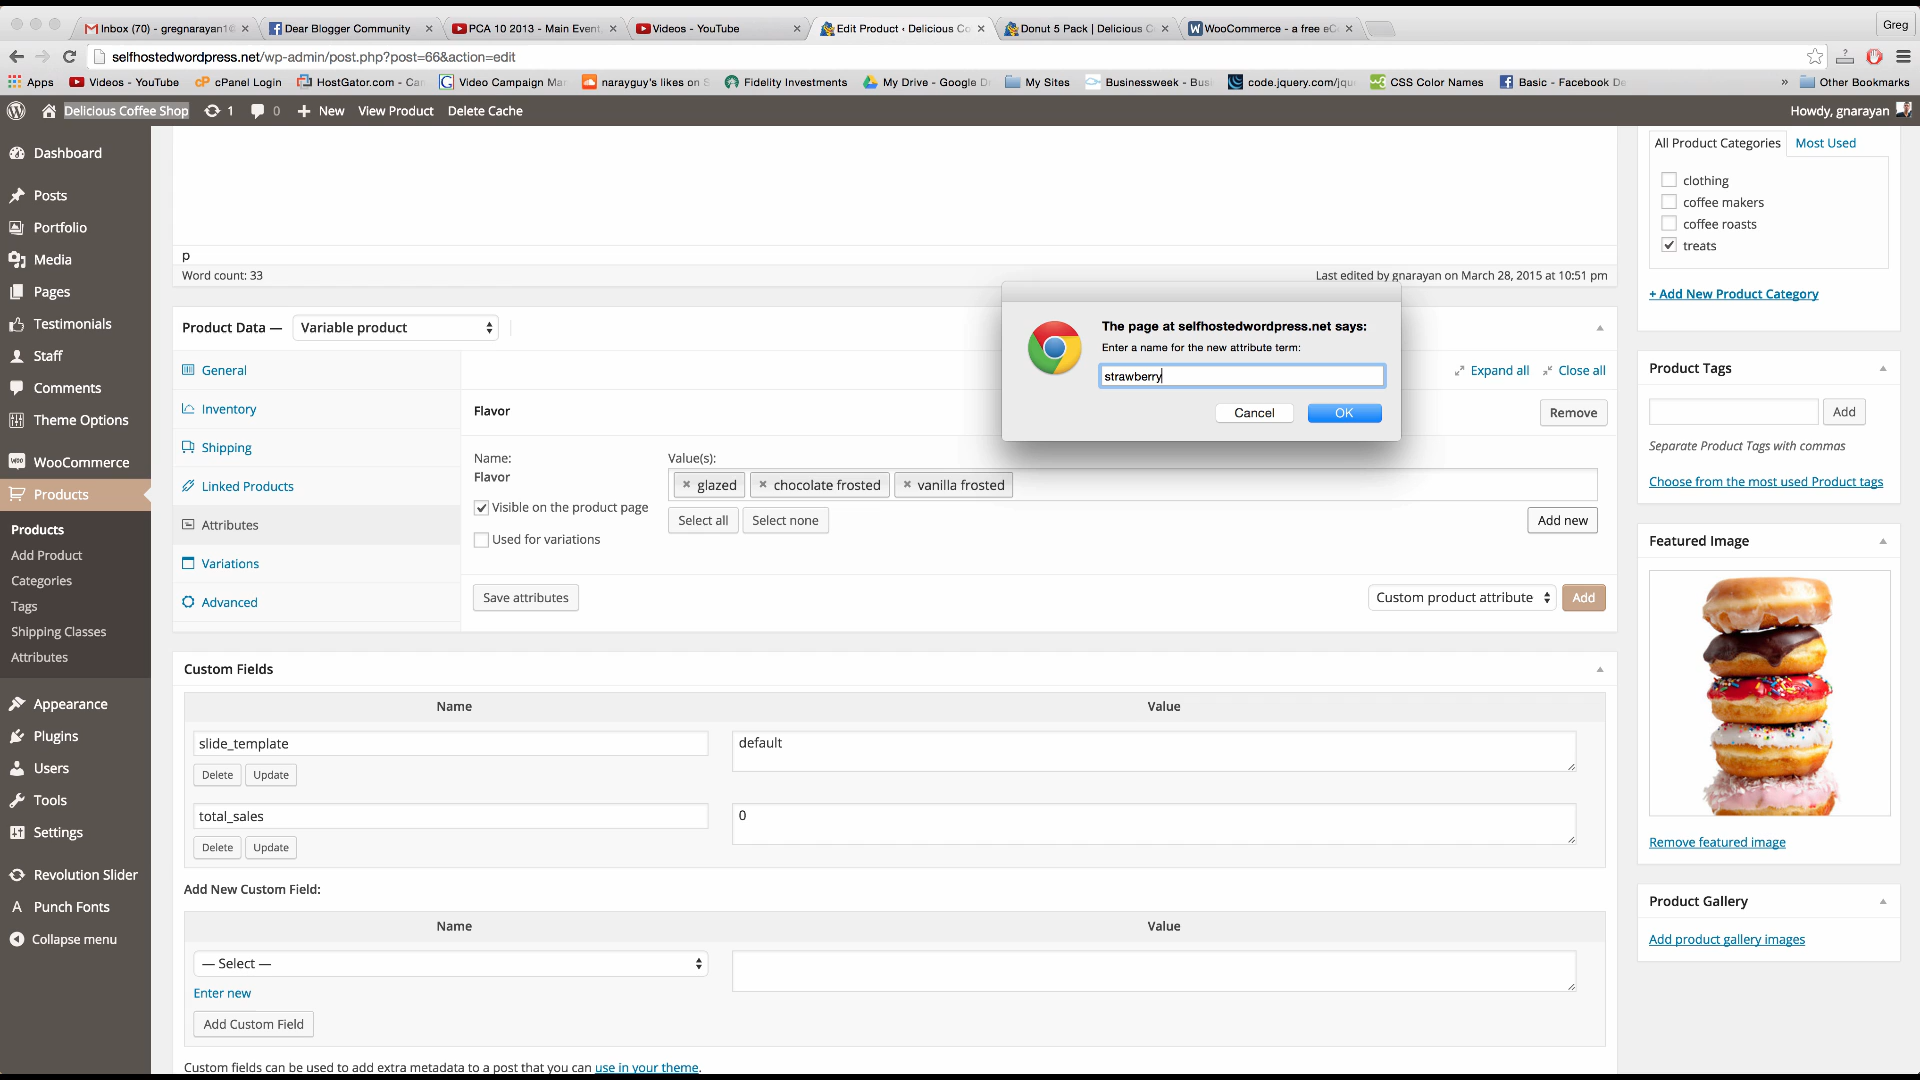 Inbox (70) - gregnarayan1@
Dear Blogger Community
PCA 10 2013 - Main Event
Videos - YouTube
Edit Product ‹ Delicious Co
Donut 5 Pack | Delicious
WooCommerce - a free eC
Greg
selfhostedwordpress.net/wp-admin/post.php?post=66&action=edit
Apps
Videos - YouTube
cPanel Login
HostGator.com - Can
Video Campaign Mar
narayguy's likes on S
Fidelity Investments
My Drive - Google D
My Sites
Businessweek - Busi
code.jquery.com/jqu
CSS Color Names
Basic - Facebook De
»
Other Bookmarks
Delicious Coffee Shop
1
0
New
View Product
Delete Cache
Howdy, gnarayan
Dashboard
Posts
Portfolio
Media
Pages
Testimonials
Staff
Comments
Theme Options
WooCommerce
Products
Products
Add Product
Categories
Tags
Shipping Classes
Attributes
Appearance
Plugins
Users
Tools
Settings
Revolution Slider
Punch Fonts
Collapse menu
p
Word count: 33
Last edited by gnarayan on March 28, 2015 at 10:51 pm
Product Data —
Variable product
General
Inventory
Shipping
Linked Products
Attributes
Variations
Advanced
Expand all
Close all
Flavor
Remove
Name:
Flavor
Visible on the product page
Used for variations
Value(s):
× glazed
× chocolate frosted
× vanilla frosted
Select all
Select none
Add new
Save attributes
Custom product attribute
Add
The page at selfhostedwordpress.net says:
Enter a name for the new attribute term:
strawberry
Cancel
OK
Custom Fields
Name
Value
slide_template
default
Delete
Update
total_sales
0
Delete
Update
Add New Custom Field:
Name
Value
— Select —
Enter new
Add Custom Field
Custom fields can be used to add extra metadata to a post that you can use in your theme.
All Product Categories
Most Used
clothing
coffee makers
coffee roasts
treats
+ Add New Product Category
Product Tags
Add
Separate Product Tags with commas
Choose from the most used Product tags
Featured Image
Remove featured image
Product Gallery
Add product gallery images